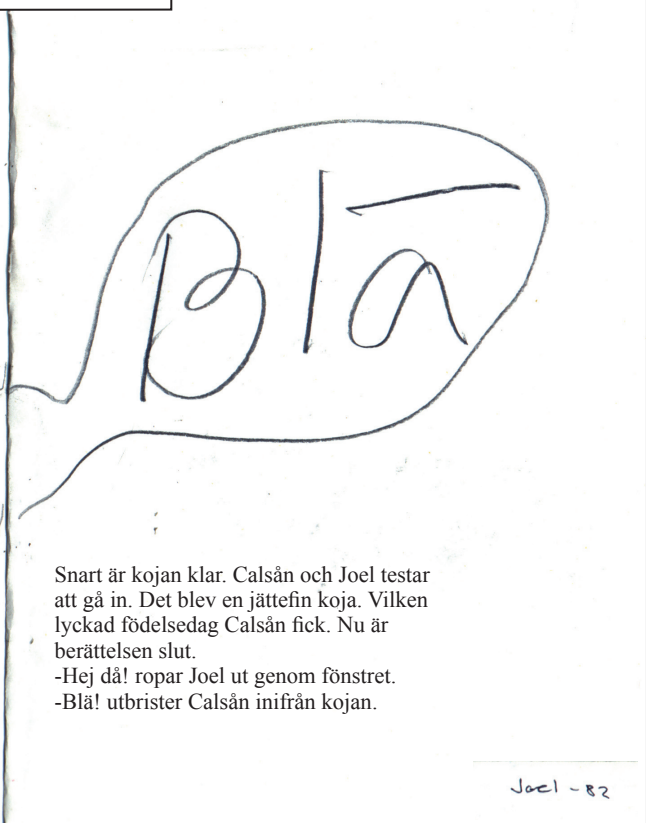 Blä
Snart är kojan klar. Calsån och Joel testar
att gå in. Det blev en jättefin koja. Vilken
lyckad födelsedag Calsån fick. Nu är
berättelsen slut.
-Hej då! ropar Joel ut genom fönstret.
-Blä! utbrister Calsån inifrån kojan.
Joel -82